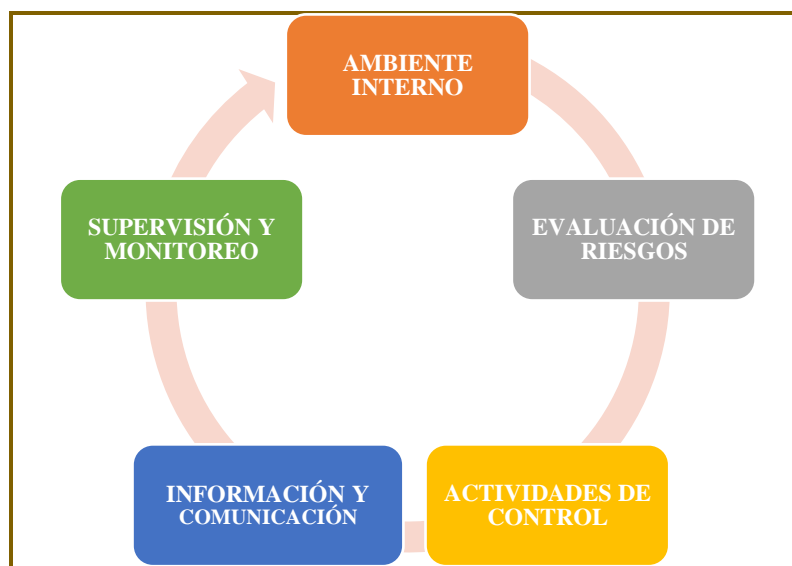 AMBIENTE
INTERNO
EVALUACIÓN DE
RIESGOS
ACTIVIDADES DE
CONTROL
INFORMACIÓN Y
COMUNICACIÓN
SUPERVISIÓN Y
MONITOREO